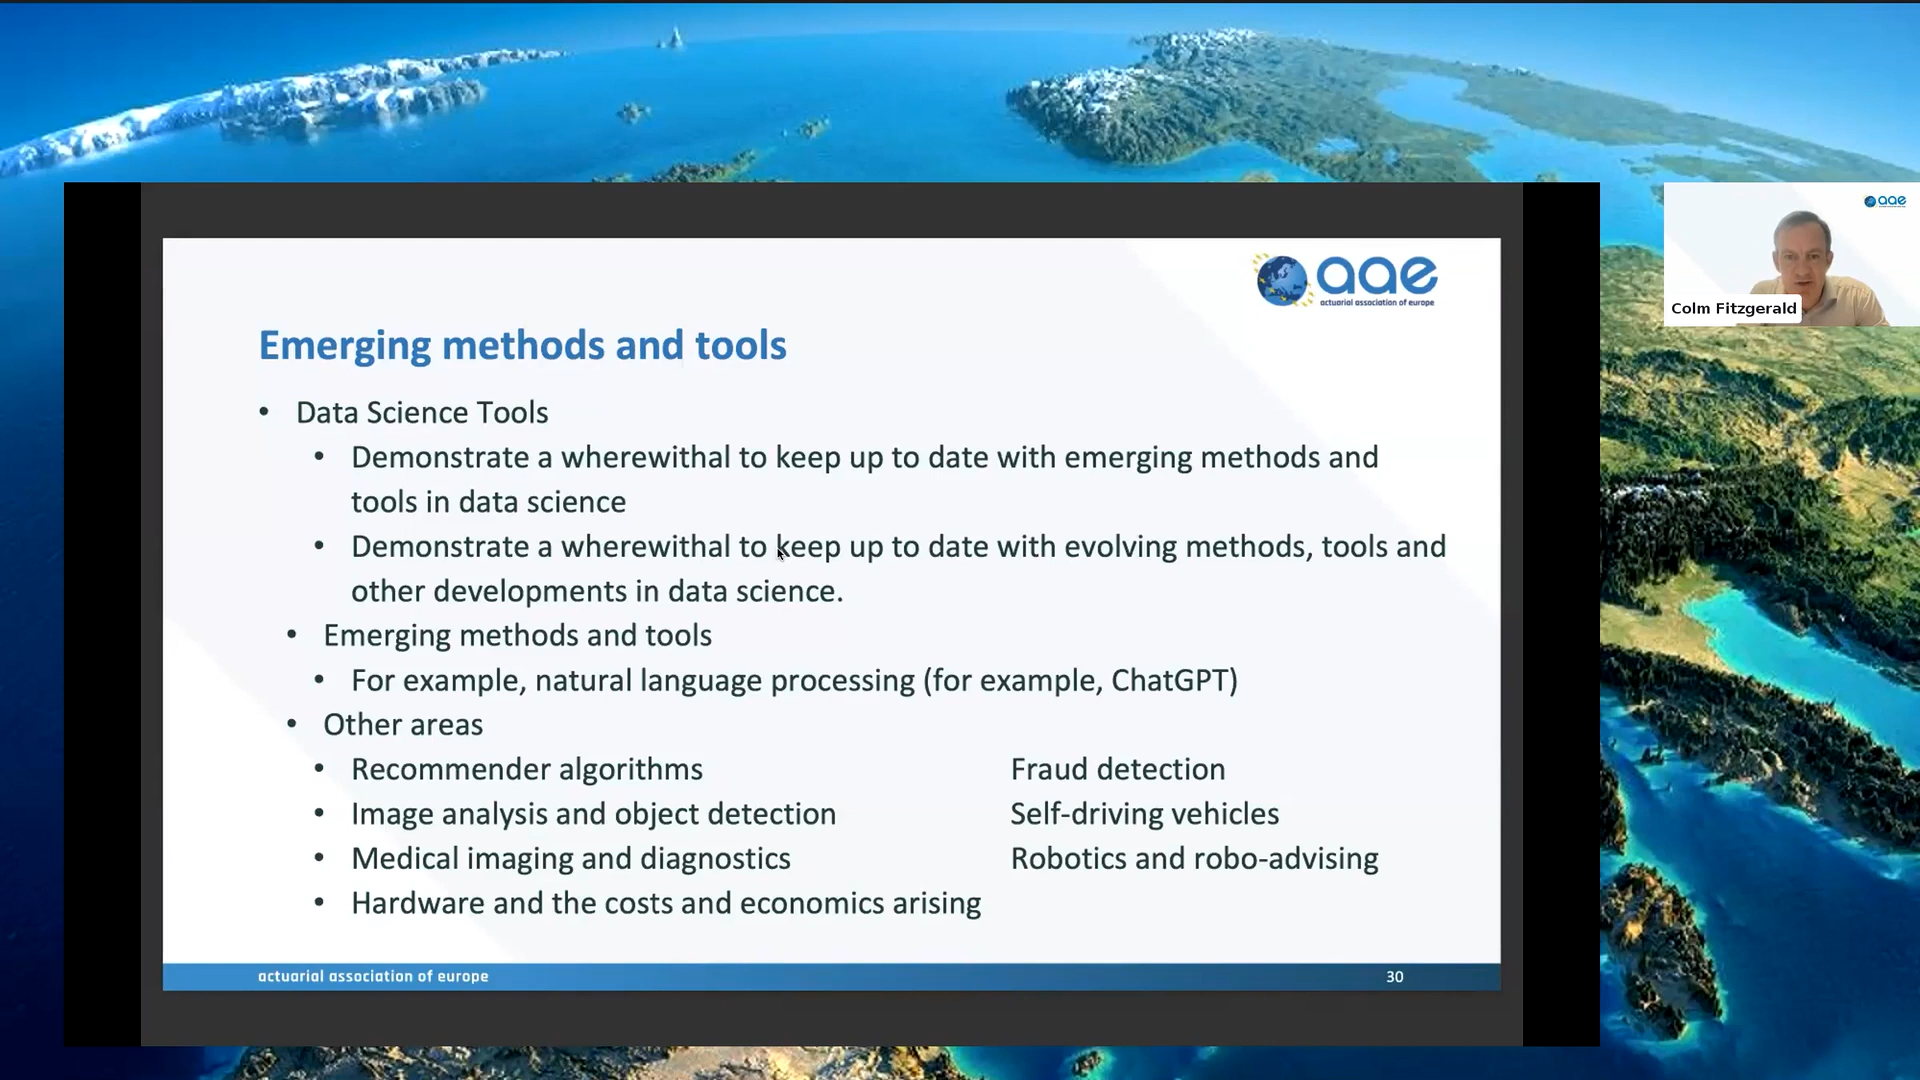 aae
actuarial association of europe
aae
Colm Fitzgerald
Emerging methods and tools
• Data Science Tools
• Demonstrate a wherewithal to keep up to date with emerging methods and
tools in data science
• Demonstrate a wherewithal to keep up to date with evolving methods, tools and
other developments in data science.
• Emerging methods and tools
• For example, natural language processing (for example, ChatGPT)
• Other areas
• Recommender algorithms Fraud detection
• Image analysis and object detection Self-driving vehicles
• Medical imaging and diagnostics Robotics and robo-advising
• Hardware and the costs and economics arising
actuarial association of europe 30